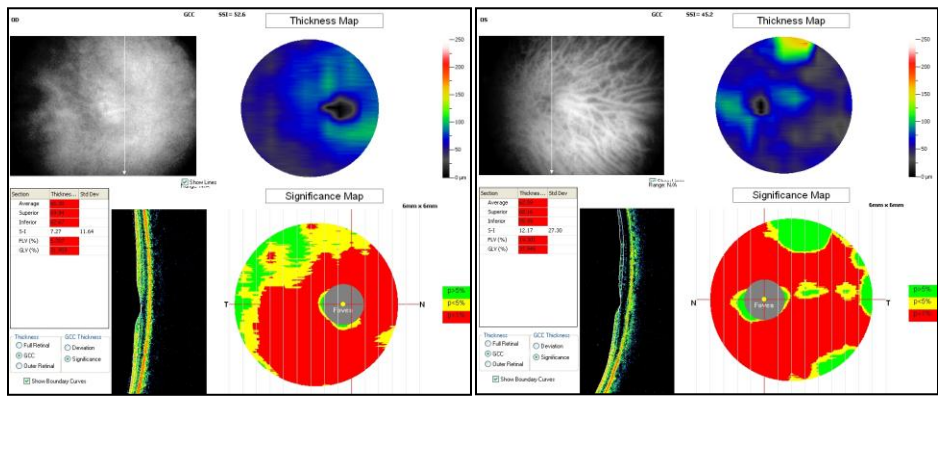 OD GCC SSI= 52.6
Thickness Map
250
200
150
100
50
0 µm
Show Lines
Range: N/A
Section Thicknes... Std Dev
Average
Superior
Inferior
S-I 7.27 11.64
FLV (%)
GLV (%)
Significance Map
6mm x 6mm
T Fovea N
p>5%
p<5%
Thickness GCC Thickness
Full Retinal Deviation
GCC Significance
Outer Retinal
Show Boundary Curves
OS GCC SSI= 45.2
Thickness Map
250
200
150
100
50
0 µm
Range: N/A
Section Thicknes... Std Dev
Average
Superior
Inferior
S-I 12.17 27.30
FLV (%)
GLV (%)
Significance Map
6mm x 6mm
N Fovea T
p>5%
p<5%
Thickness GCC Thickness
Full Retinal Deviation
GCC Significance
Outer Retinal
Show Boundary Curves